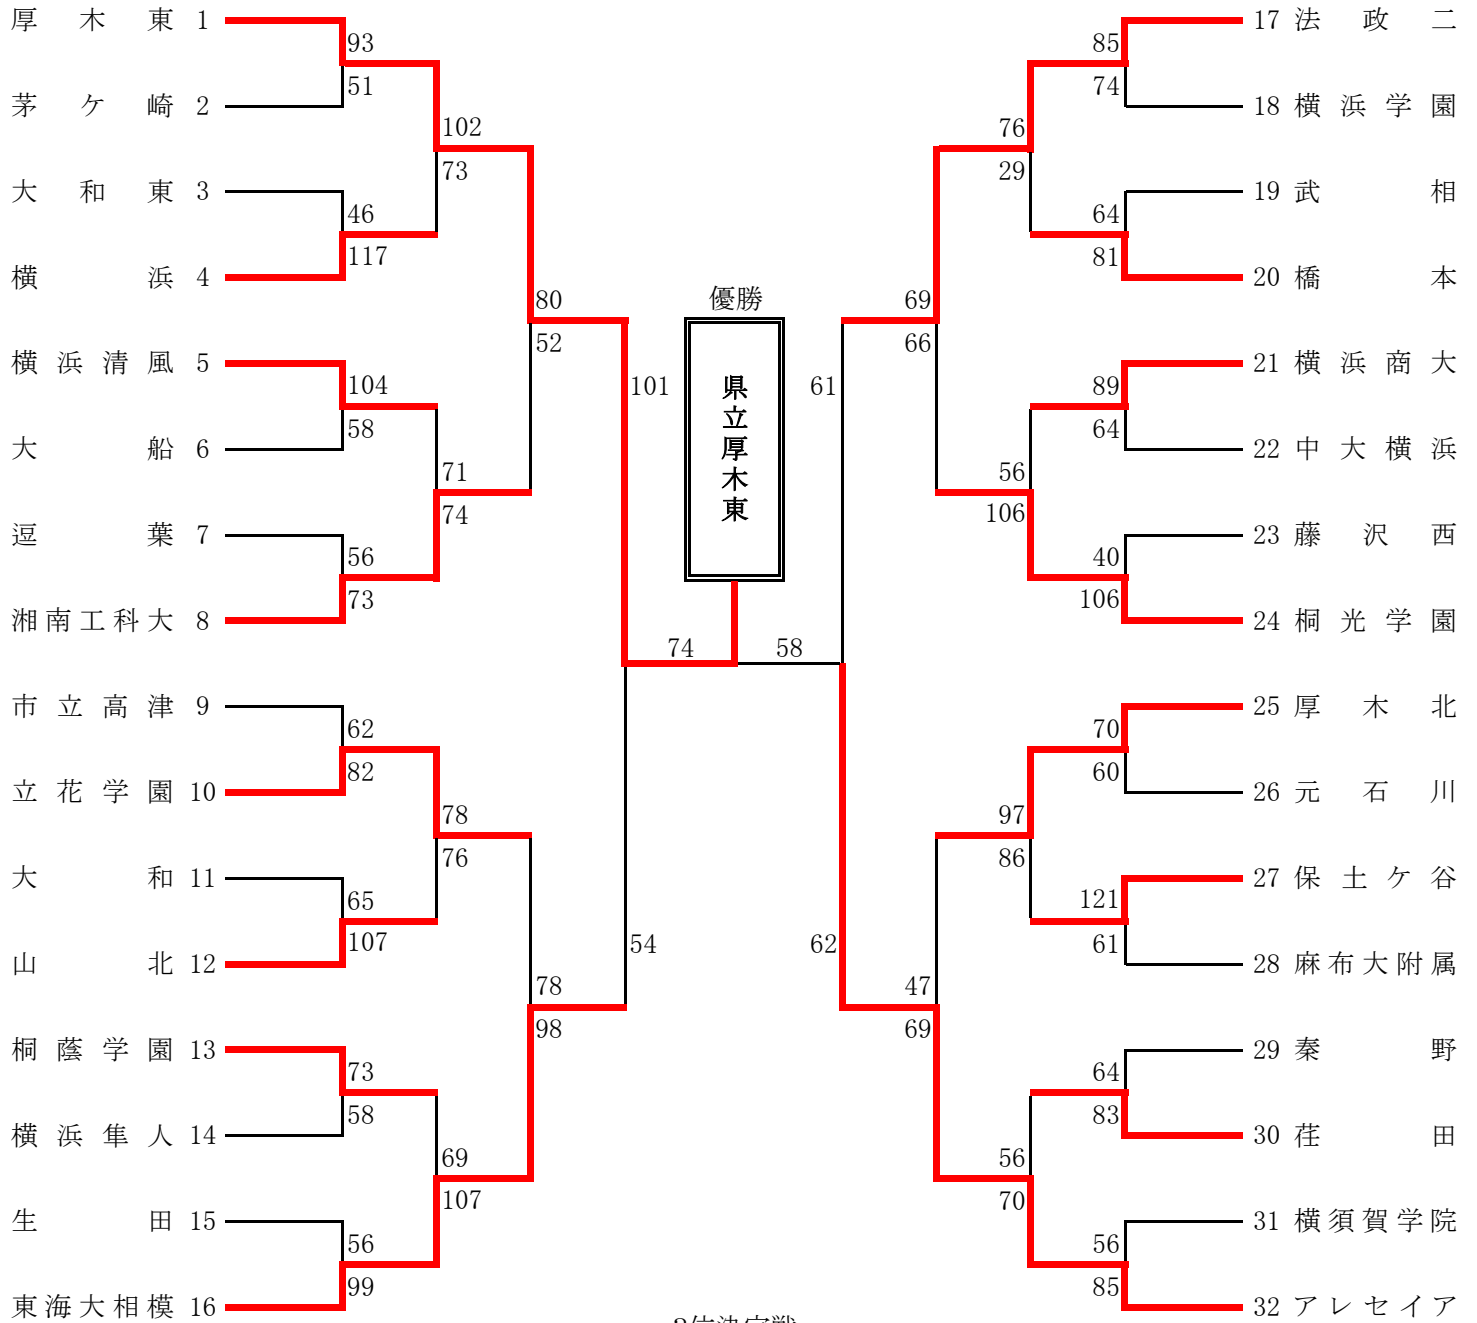 厚木東 1
93
51
茅ケ崎 2
102
73
大和東 3
46
117
横浜 4
80
52
横浜清風 5
104
58
大船 6
71
74
逗葉 7
56
73
湘南工科大 8
101
市立高津 9
62
82
立花学園 10
78
76
大和 11
65
107
山北 12
54
78
98
桐蔭学園 13
73
58
横浜隼人 14
69
107
生田 15
56
99
東海大相模 16
優勝
県立厚木東
74 58
17 法政二
85
74
18 横浜学園
76
29
19 武相
64
81
20 橋本
69
66
61
21 横浜商大
89
64
22 中大横浜
56
106
23 藤沢西
40
106
24 桐光学園
25 厚木北
70
60
26 元石川
97
86
27 保土ケ谷
121
61
28 麻布大附属
62
47
69
29 秦野
64
83
30 荏田
56
70
31 横須賀学院
56
85
32 アレセイア